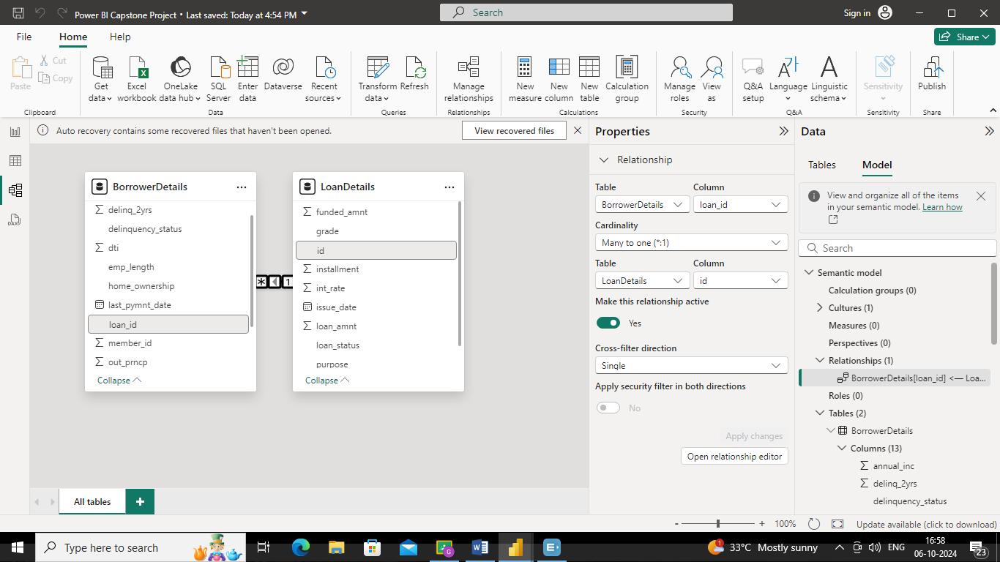 Power BI Capstone Project • Last saved: Today at 4:54 PM
Search
Sign in
File
Home
Help
Share
Paste
Cut
Copy
Clipboard
Get data
Excel workbook
OneLake data hub
SQL Server
Enter data
Dataverse
Recent sources
Data
Transform data
Refresh
Queries
Manage relationships
Relationships
New measure
New column
New table
Calculation group
Calculations
Manage roles
View as
Security
Q&A setup
Language
Linguistic schema
Q&A
Sensitivity
Sensitivity
Publish
Share
Auto recovery contains some recovered files that haven't been opened.
View recovered files
BorrowerDetails
delinq_2yrs
delinquency_status
dti
emp_length
home_ownership
last_pymnt_date
loan_id
member_id
out_prncp
Collapse
* 1
LoanDetails
funded_amnt
grade
id
installment
int_rate
issue_date
loan_amnt
loan_status
purpose
Collapse
All tables
Properties
Relationship
Table Column
BorrowerDetails loan_id
Cardinality
Many to one (*:1)
Table Column
LoanDetails id
Make this relationship active
Yes
Cross-filter direction
Single
Apply security filter in both directions
No
Apply changes
Open relationship editor
Data
Tables Model
View and organize all of the items
in your semantic model. Learn how
Search
Semantic model
Calculation groups (0)
Cultures (1)
Measures (0)
Perspectives (0)
Relationships (1)
BorrowerDetails[loan_id] <— Loa...
Roles (0)
Tables (2)
BorrowerDetails
Columns (13)
annual_inc
delinq_2yrs
delinquency_status
- + 100%
Update available (click to download)
Type here to search
1
33°C Mostly sunny
ENG
16:58
06-10-2024
23